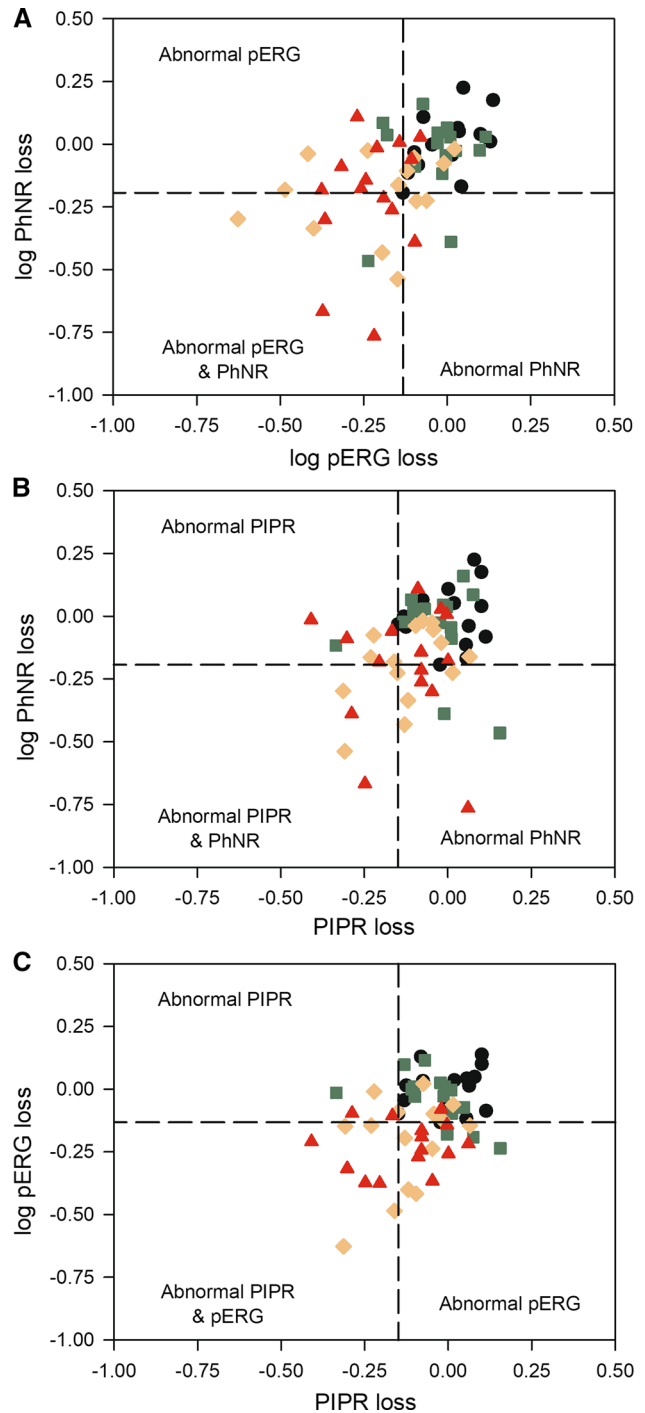 A
0.50
Abnormal pERG
0.25
0.00
log PhNR loss
-0.25
-0.50
-0.75
Abnormal pERG
& PhNR
Abnormal PhNR
-1.00
-1.00 -0.75 -0.50 -0.25 0.00 0.25 0.50
log pERG loss
B
0.50
Abnormal PIPR
0.25
0.00
log PhNR loss
-0.25
-0.50
-0.75
Abnormal PIPR
& PhNR
Abnormal PhNR
-1.00
-1.00 -0.75 -0.50 -0.25 0.00 0.25 0.50
PIPR loss
C
0.50
Abnormal PIPR
0.25
0.00
log pERG loss
-0.25
-0.50
-0.75
Abnormal PIPR
& pERG
Abnormal pERG
-1.00
-1.00 -0.75 -0.50 -0.25 0.00 0.25 0.50
PIPR loss